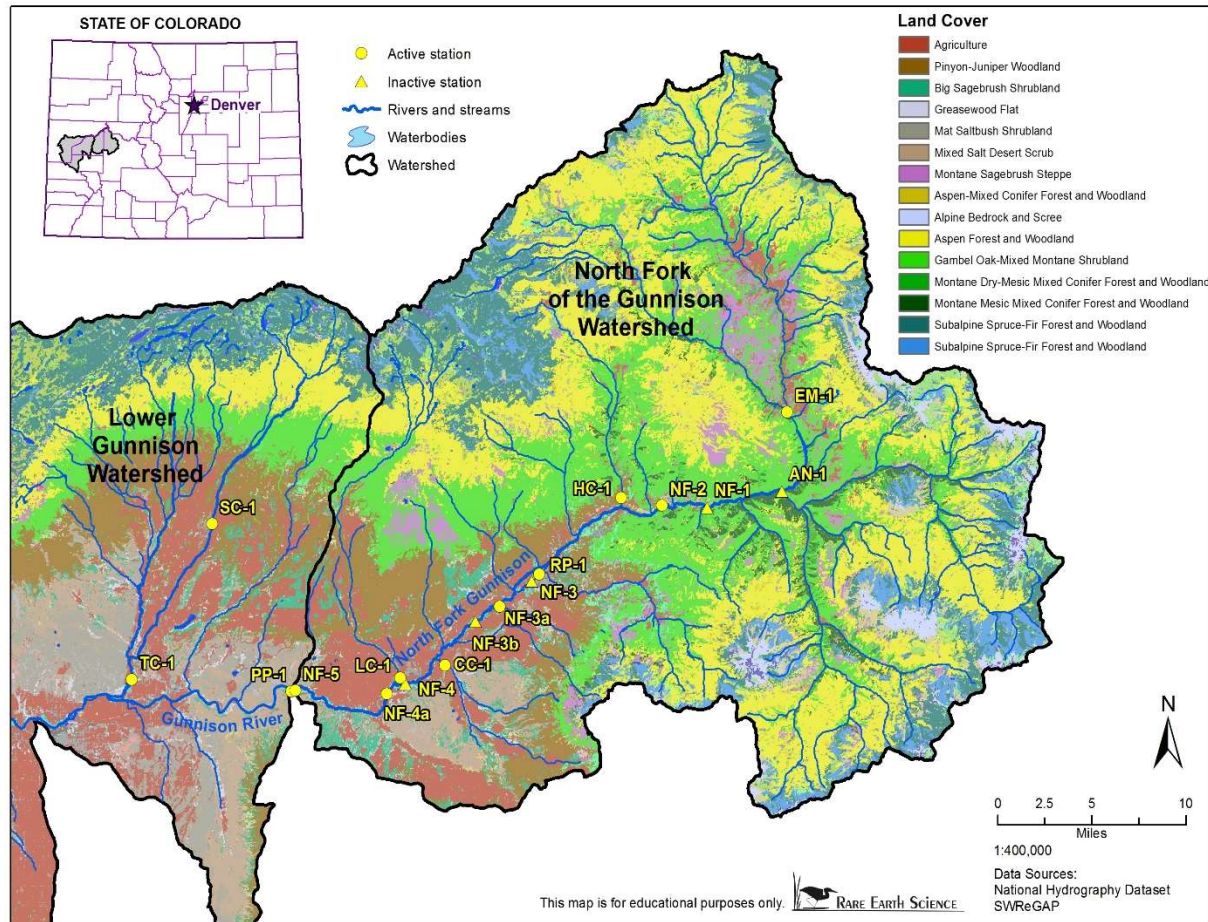 STATE OF COLORADO
Denver
Active station
Inactive station
Rivers and streams
Waterbodies
Watershed
Land Cover
Agriculture
Pinyon-Juniper Woodland
Big Sagebrush Shrubland
Greasewood Flat
Mat Saltbush Shrubland
Mixed Salt Desert Scrub
Montane Sagebrush Steppe
Aspen-Mixed Conifer Forest and Woodland
Alpine Bedrock and Scree
Aspen Forest and Woodland
Gambel Oak-Mixed Montane Shrubland
Montane Dry-Mesic Mixed Conifer Forest and Woodland
Montane Mesic Mixed Conifer Forest and Woodland
Subalpine Spruce-Fir Forest and Woodland
Subalpine Spruce-Fir Forest and Woodland
North Fork
of the Gunnison
Watershed
Lower
Gunnison
Watershed
EM-1
AN-1
HC-1
NF-2
NF-1
SC-1
RP-1
NF-3
NF-3a
NF-3b
North Fork Gunnison
CC-1
LC-1
NF-4
NF-4a
TC-1
PP-1
NF-5
Gunnison River
N
0 2.5 5 10
Miles
1:400,000
Data Sources:
National Hydrography Dataset
SWReGAP
This map is for educational purposes only.
RARE EARTH SCIENCE